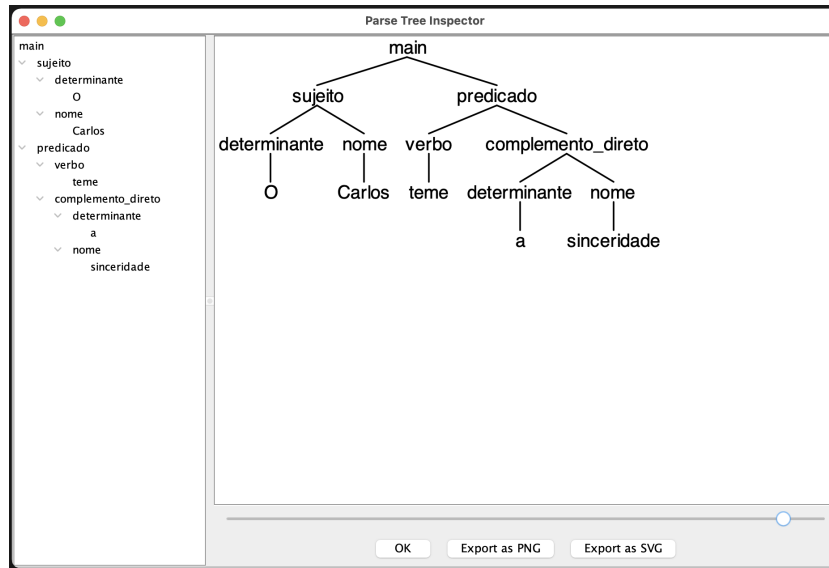 Parse Tree Inspector
main
sujeito
determinante
O
nome
Carlos
predicado
verbo
teme
complemento_direto
determinante
a
nome
sinceridade
main
sujeito predicado
determinante nome verbo complemento_direto
O Carlos teme determinante nome
a sinceridade
OK Export as PNG Export as SVG